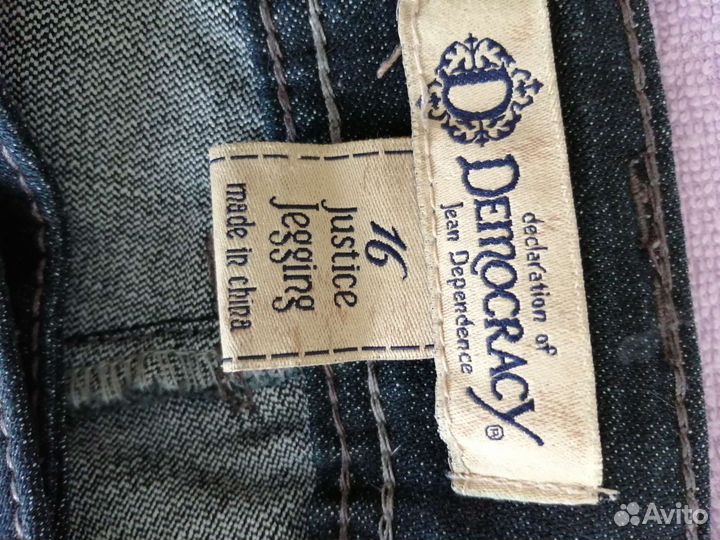 D
declaration of
DEMOCRACY®
Jean Dependence
16
Justice
Jegging
made in china
Avito